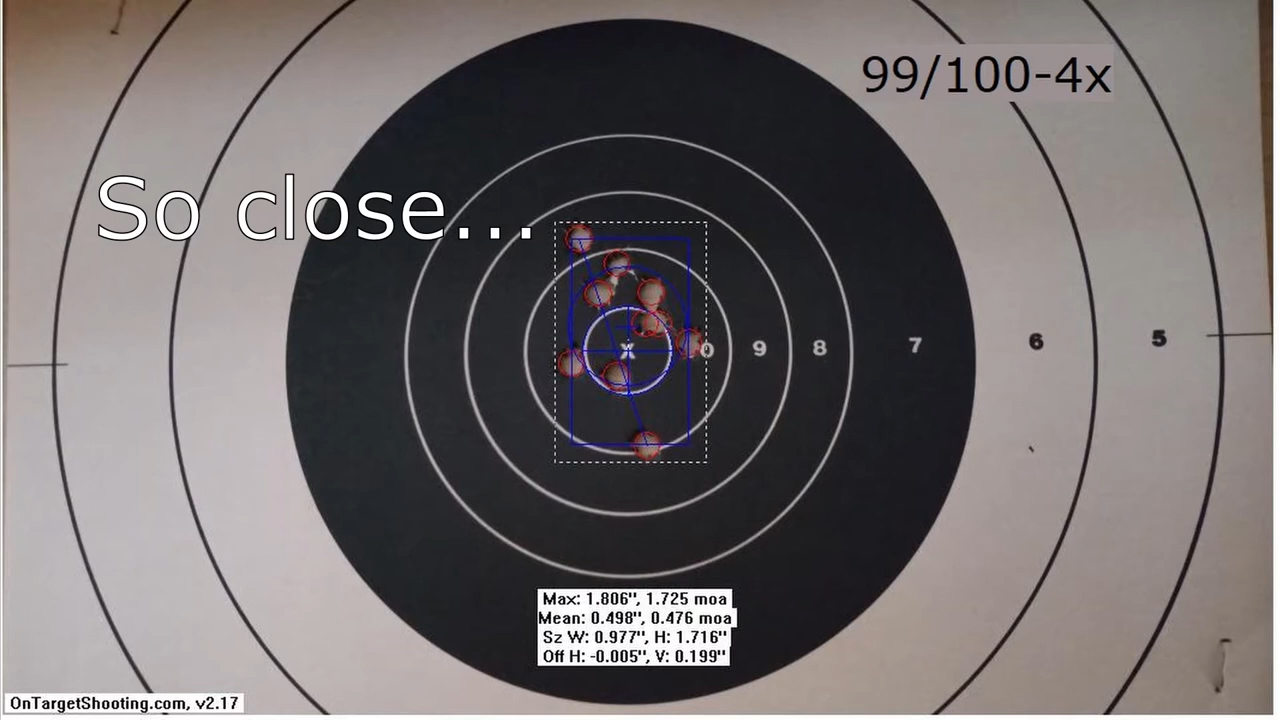 99/100-4x
So close...
X 0 9 8 7 6 5
Max: 1.806", 1.725 moa
Mean: 0.498", 0.476 moa
Sz W: 0.977", H: 1.716"
Off H: -0.005", V: 0.199"
OnTargetShooting.com, v2.17